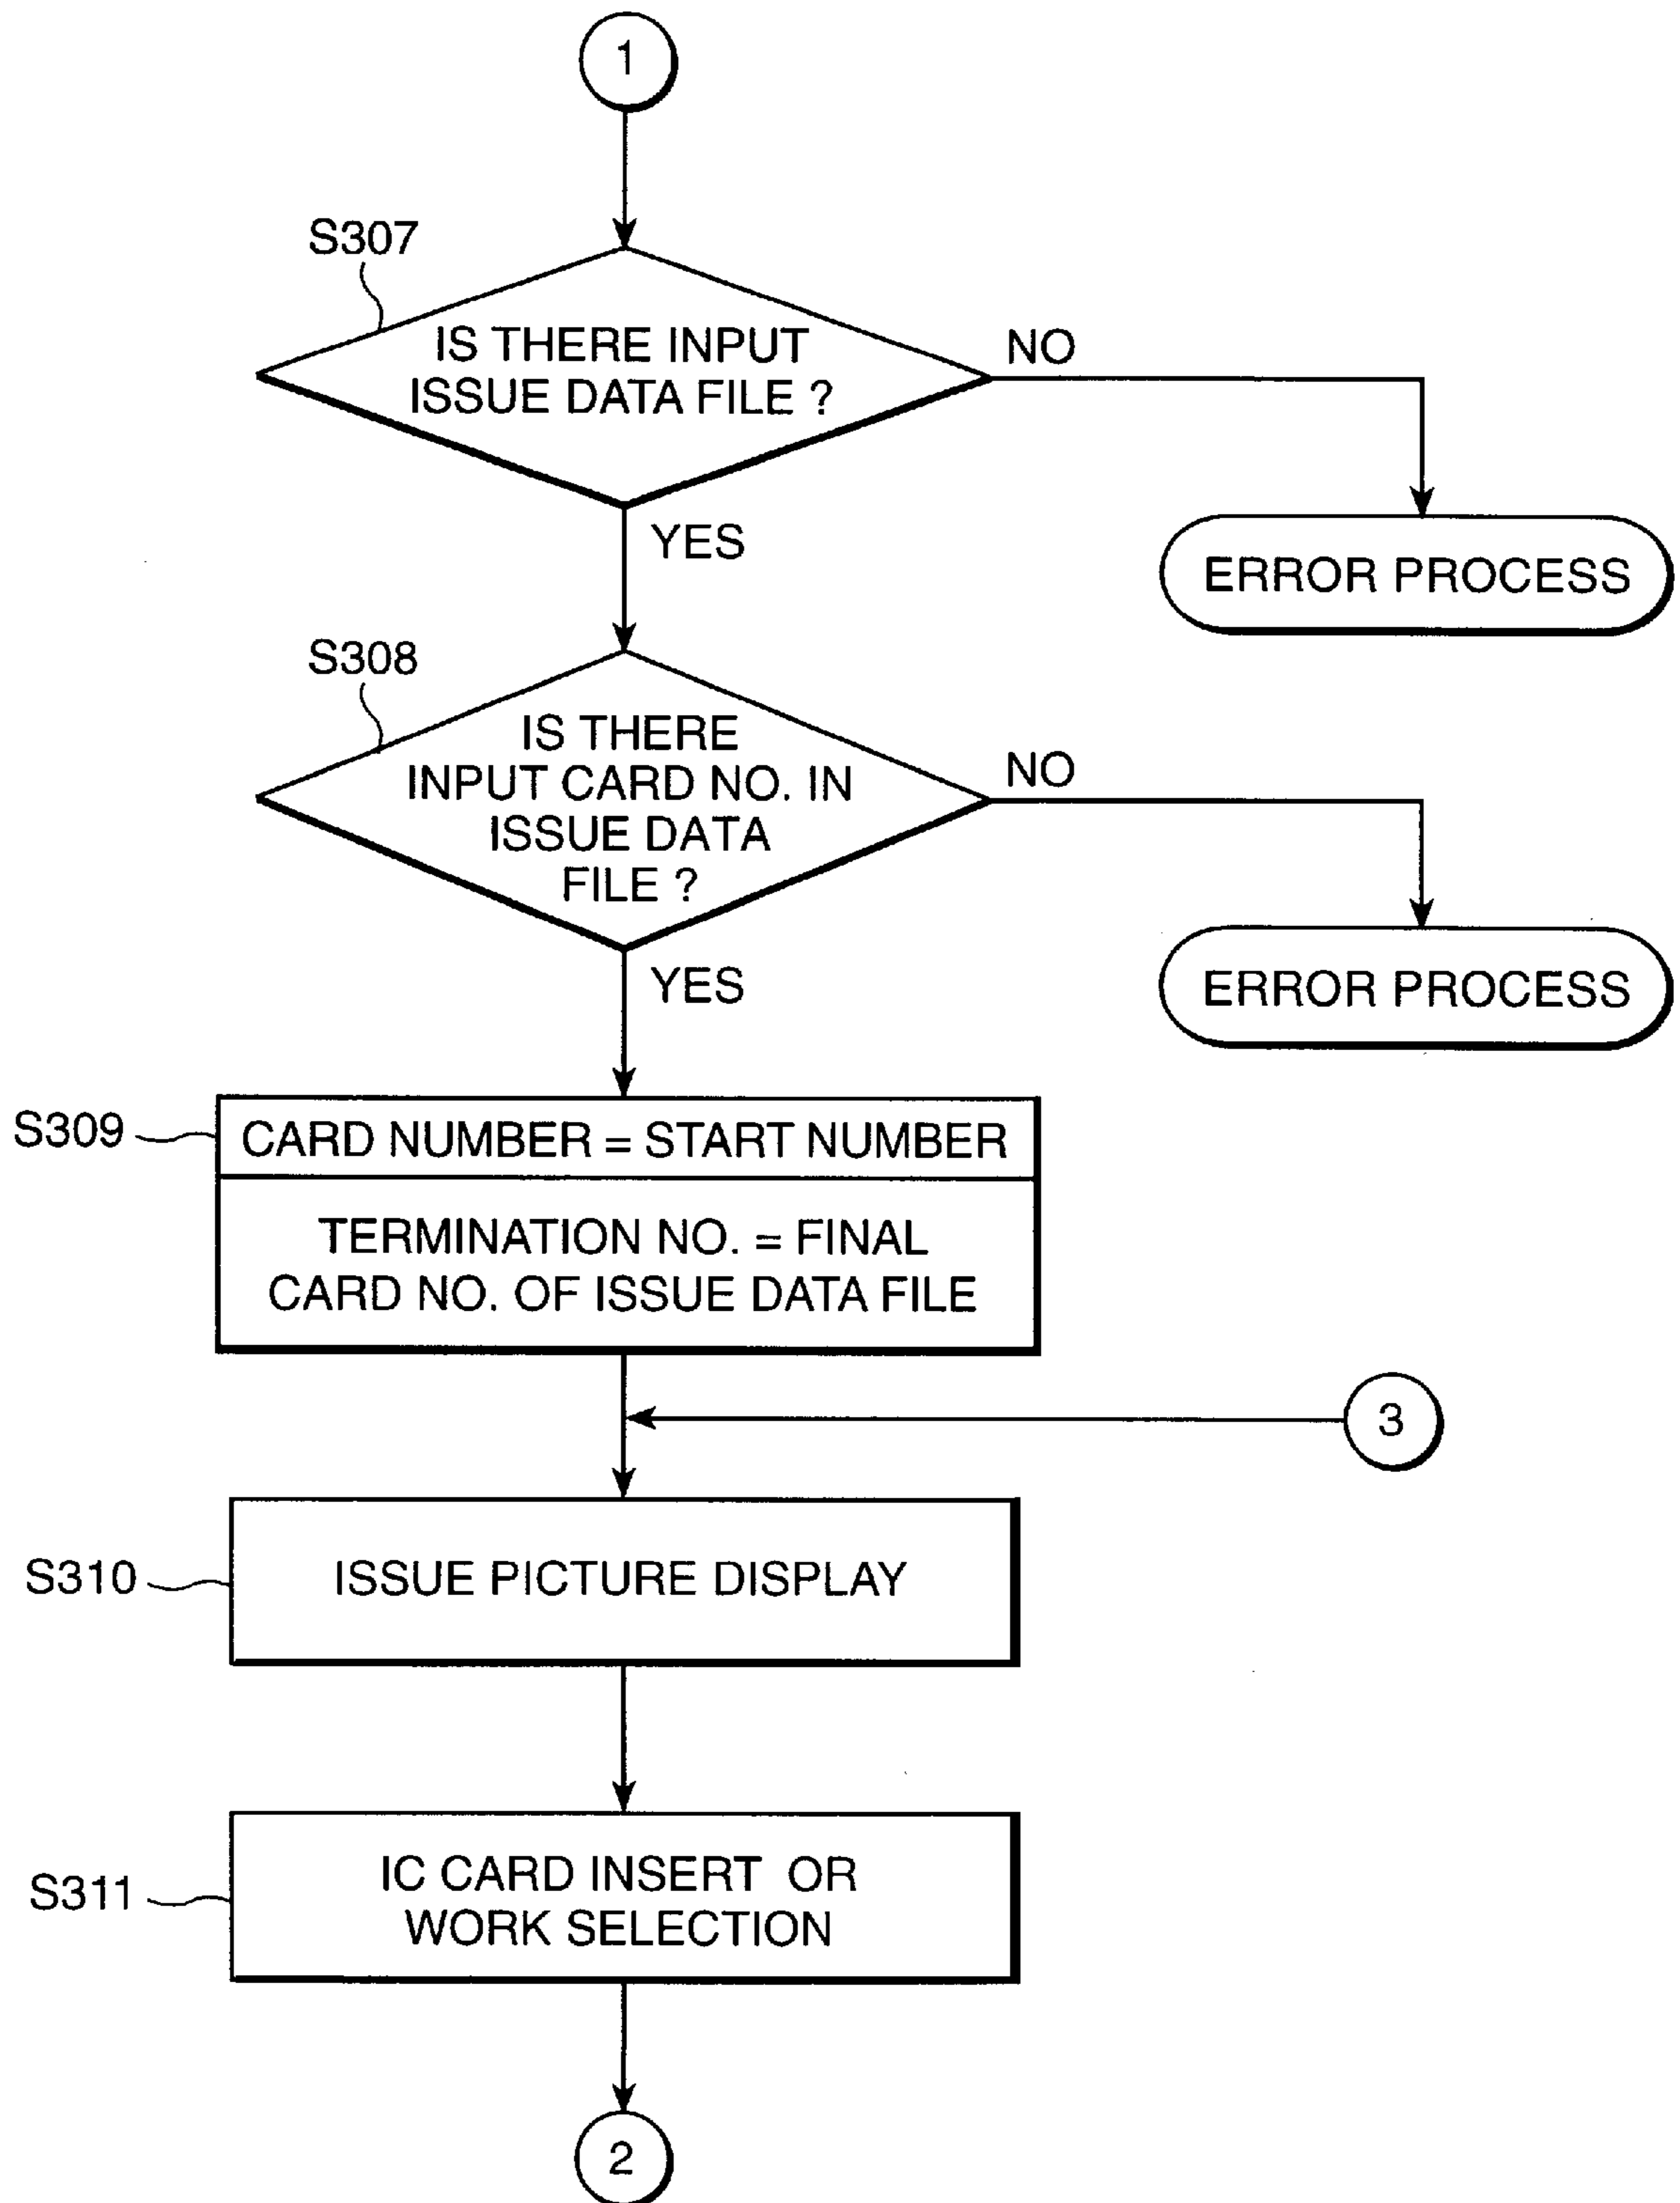 1
S307
IS THERE INPUT
ISSUE DATA FILE ?
NO
YES
ERROR PROCESS
S308
IS THERE
INPUT CARD NO. IN
ISSUE DATA
FILE ?
NO
YES
ERROR PROCESS
S309
CARD NUMBER = START NUMBER
TERMINATION NO. = FINAL
CARD NO. OF ISSUE DATA FILE
3
S310
ISSUE PICTURE DISPLAY
S311
IC CARD INSERT OR
WORK SELECTION
2